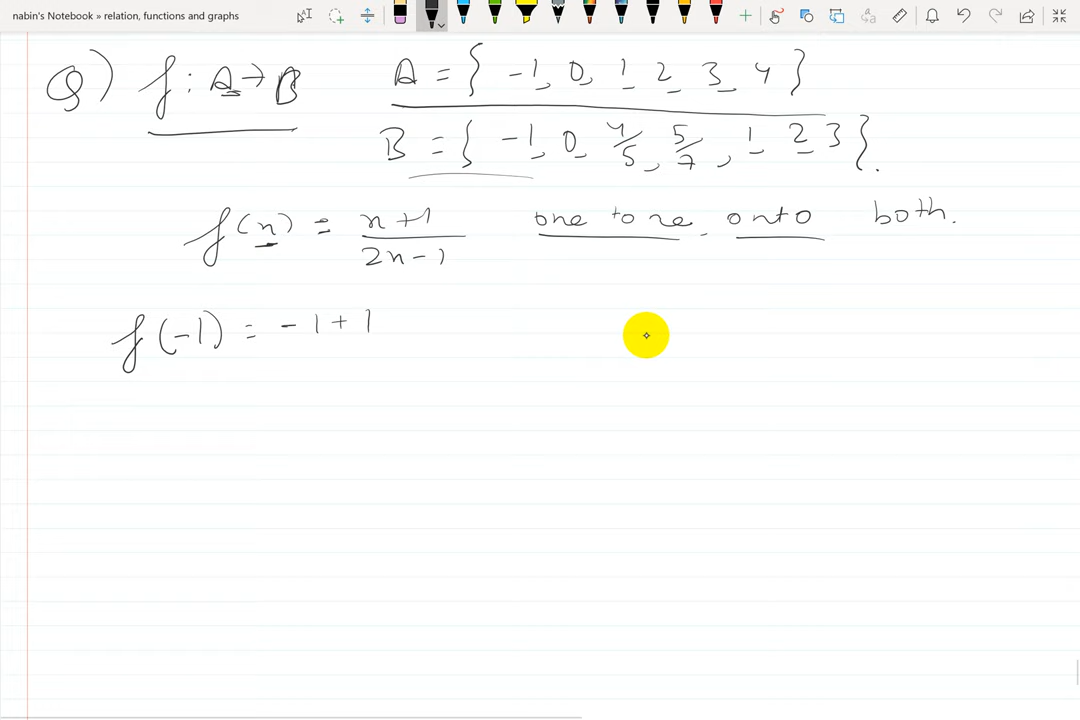 nabin's Notebook » relation, functions and graphs
Q) f : A → B A = { -1, 0, 1, 2, 3, 4 }
B = { -1, 0, 4/5, 5/7, 1, 2 3 }.
f(x) = x+1 / 2x-1 one to ne, onto both.
f(-1) = -1 + 1